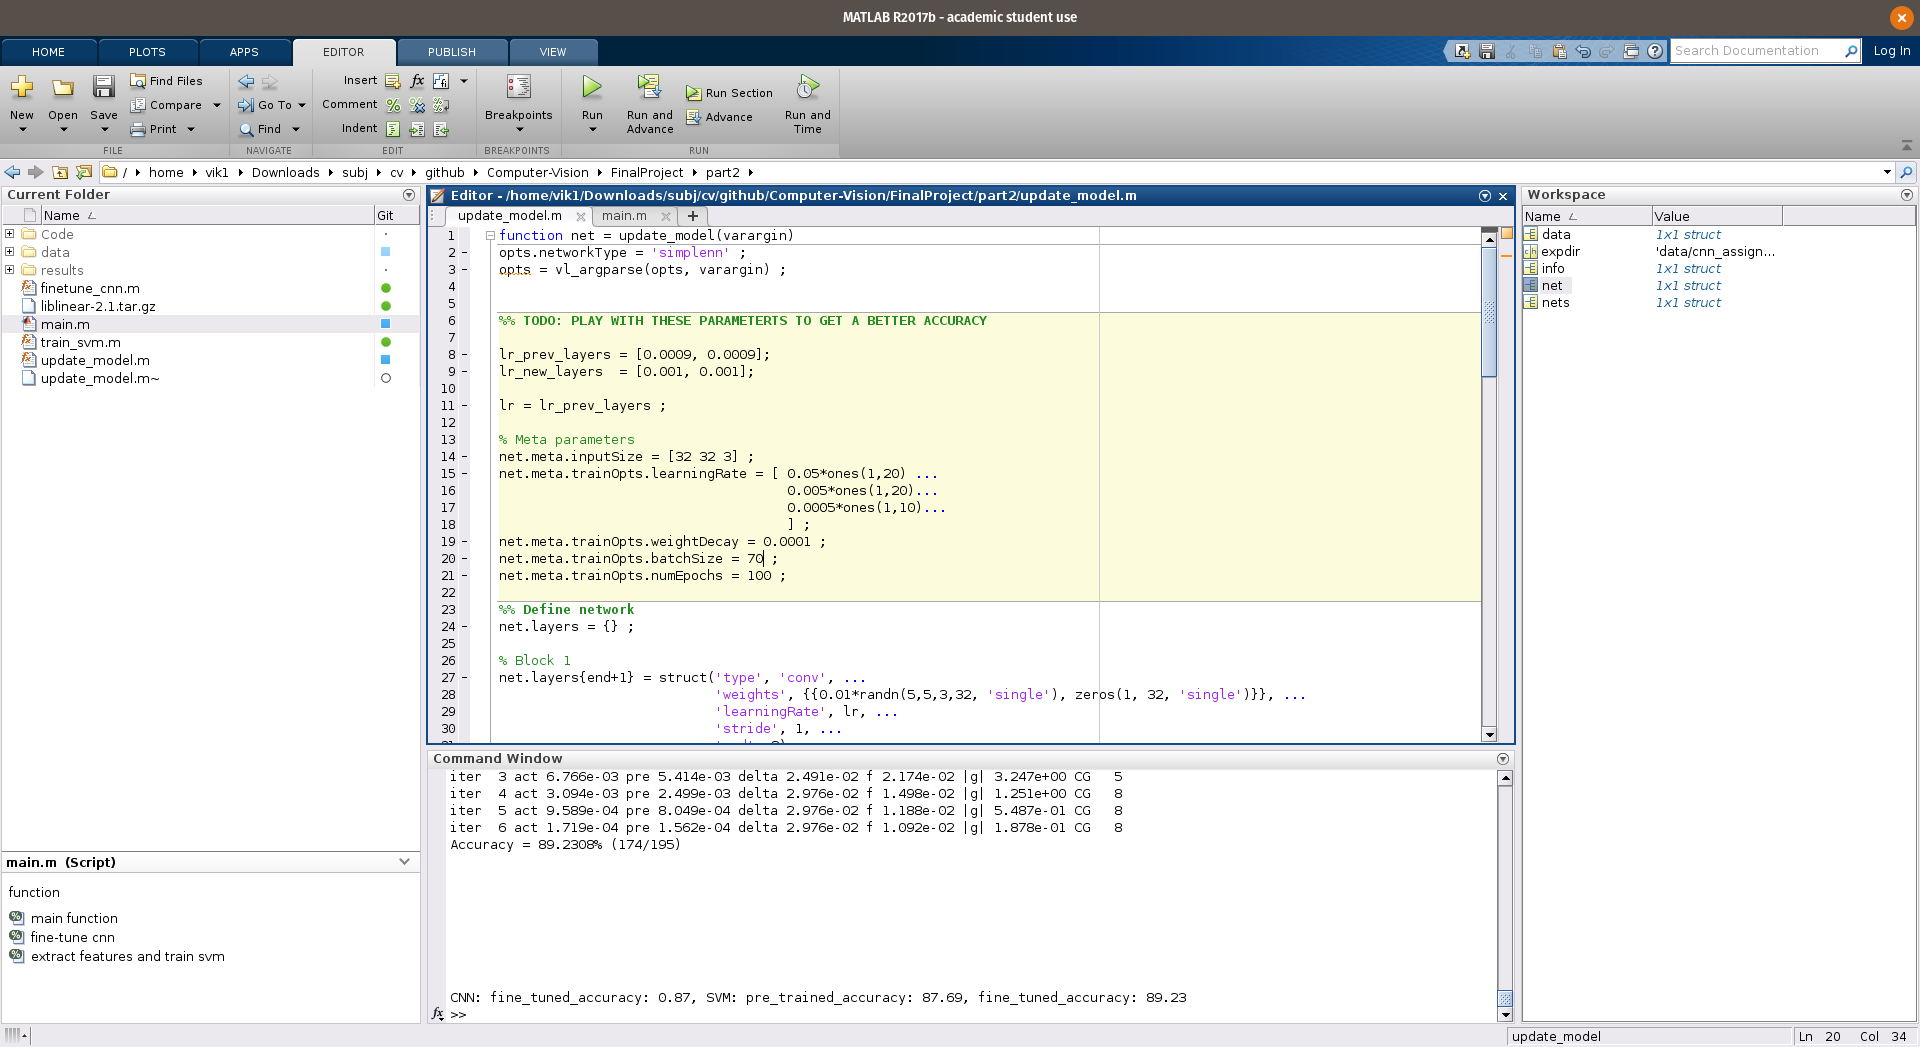 MATLAB R2017b - academic student use
HOME PLOTS APPS EDITOR PUBLISH VIEW
Search Documentation
Log In
New Open Save
Find Files
Compare
Print
FILE
Go To
Find
NAVIGATE
Insert
Comment
Indent
EDIT
Breakpoints
BREAKPOINTS
Run
Run and Advance
Run Section
Advance
Run and Time
RUN
/ home vik1 Downloads subj cv github Computer-Vision FinalProject part2
Current Folder
Name Git
Code
data
results
finetune_cnn.m
liblinear-2.1.tar.gz
main.m
train_svm.m
update_model.m
update_model.m~
main.m (Script)
function
main function
fine-tune cnn
extract features and train svm
Editor - /home/vik1/Downloads/subj/cv/github/Computer-Vision/FinalProject/part2/update_model.m
update_model.m main.m
1 function net = update_model(varargin)
2 opts.networkType = 'simplenn' ;
3 opts = vl_argparse(opts, varargin) ;
4
5
6 %% TODO: PLAY WITH THESE PARAMETERTS TO GET A BETTER ACCURACY
7
8 lr_prev_layers = [0.0009, 0.0009];
9 lr_new_layers  = [0.001, 0.001];
10
11 lr = lr_prev_layers ;
12
13 % Meta parameters
14 net.meta.inputSize = [32 32 3] ;
15 net.meta.trainOpts.learningRate = [ 0.05*ones(1,20) ...
16 0.005*ones(1,20)...
17 0.0005*ones(1,10)...
18 ] ;
19 net.meta.trainOpts.weightDecay = 0.0001 ;
20 net.meta.trainOpts.batchSize = 70 ;
21 net.meta.trainOpts.numEpochs = 100 ;
22
23 %% Define network
24 net.layers = {} ;
25
26 % Block 1
27 net.layers{end+1} = struct('type', 'conv', ...
28 'weights', {{0.01*randn(5,5,3,32, 'single'), zeros(1, 32, 'single')}}, ...
29 'learningRate', lr, ...
30 'stride', 1, ...
Command Window
iter  3 act 6.766e-03 pre 5.414e-03 delta 2.491e-02 f 2.174e-02 |g| 3.247e+00 CG   5
iter  4 act 3.094e-03 pre 2.499e-03 delta 2.976e-02 f 1.498e-02 |g| 1.251e+00 CG   8
iter  5 act 9.589e-04 pre 8.049e-04 delta 2.976e-02 f 1.188e-02 |g| 5.487e-01 CG   8
iter  6 act 1.719e-04 pre 1.562e-04 delta 2.976e-02 f 1.092e-02 |g| 1.878e-01 CG   8
Accuracy = 89.2308% (174/195)
CNN: fine_tuned_accuracy: 0.87, SVM: pre_trained_accuracy: 87.69, fine_tuned_accuracy: 89.23
fx >>
Workspace
Name Value
data 1x1 struct
expdir 'data/cnn_assign...
info 1x1 struct
net 1x1 struct
nets 1x1 struct
update_model Ln 20 Col 34